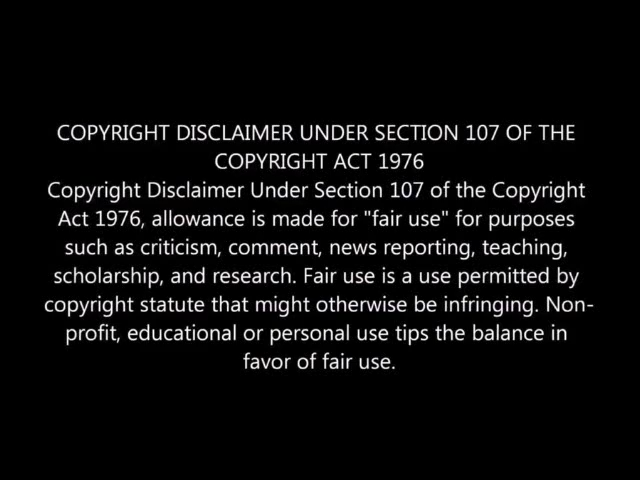 COPYRIGHT DISCLAIMER UNDER SECTION 107 OF THE
COPYRIGHT ACT 1976
Copyright Disclaimer Under Section 107 of the Copyright
Act 1976, allowance is made for "fair use" for purposes
such as criticism, comment, news reporting, teaching,
scholarship, and research. Fair use is a use permitted by
copyright statute that might otherwise be infringing. Non-
profit, educational or personal use tips the balance in
favor of fair use.